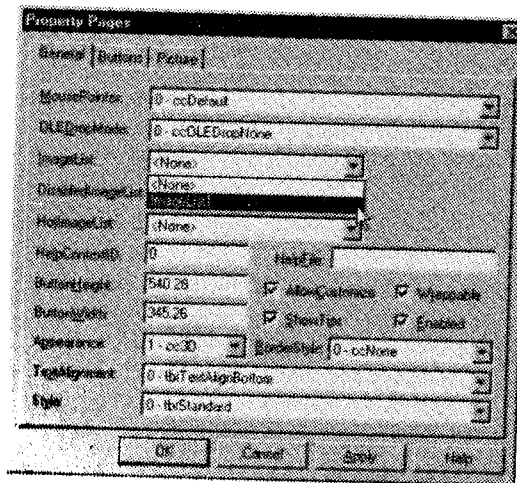 Property Pages
General Buttons Picture
MousePointer: 0 - ccDefault
OLEDropMode: 0 - ccOLEDropNone
ImageList: <None>
<None>
DisabledImageList:
HotImageList: <None>
HelpContextID: 0 HelpFile:
ButtonHeight: 540.28 AllowCustomize Wrappable
ButtonWidth: 345.26 ShowTips Enabled
Appearance: 1 - cc3D BorderStyle: 0 - ccNone
TextAlignment: 0 - tbrTextAlignBottom
Style: 0 - tbrStandard
OK Cancel Apply Help